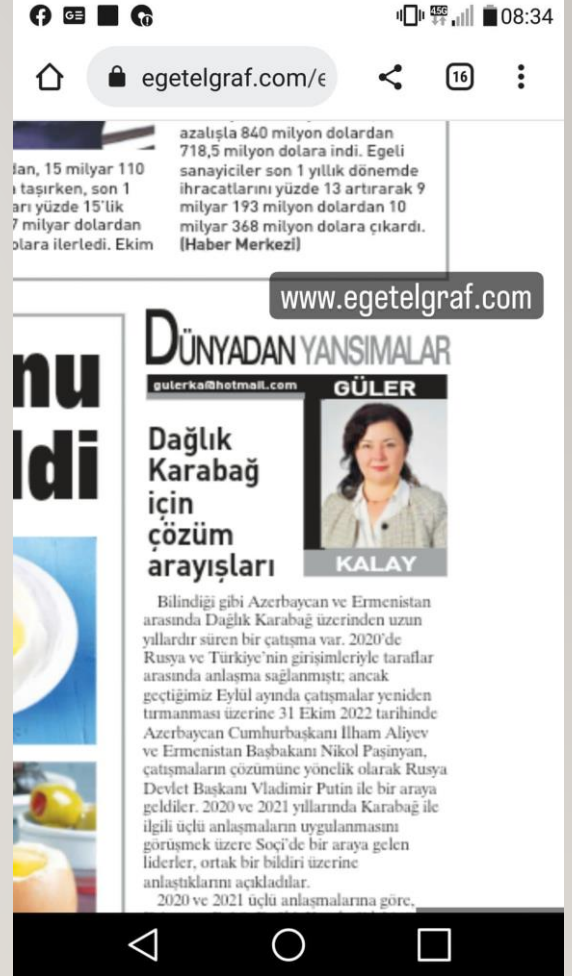 08:34
egetelgraf.com/e
16
azalışla 840 milyon dolardan
718,5 milyon dolara indi. Egeli
sanayiciler son 1 yıllık dönemde
ihracatlarını yüzde 13 artırarak 9
milyar 193 milyon dolardan 10
milyar 368 milyon dolara çıkardı.
(Haber Merkezi)
dan, 15 milyar 110
taşırken, son 1
arı yüzde 15'lik
7 milyar dolardan
olara ilerledi. Ekim
www.egetelgraf.com
nu
ldi
DÜNYADAN YANSIMALAR
gulerka@hotmail.com
GÜLER
KALAY
Dağlık
Karabağ
için
çözüm
arayışları
Bilindiği gibi Azerbaycan ve Ermenistan
arasında Dağlık Karabağ üzerinden uzun
yıllardır süren bir çatışma var. 2020'de
Rusya ve Türkiye'nin girişimleriyle taraflar
arasında anlaşma sağlanmıştı; ancak
geçtiğimiz Eylül ayında çatışmalar yeniden
tırmanması üzerine 31 Ekim 2022 tarihinde
Azerbaycan Cumhurbaşkanı İlham Aliyev
ve Ermenistan Başbakanı Nikol Paşinyan,
çatışmaların çözümüne yönelik olarak Rusya
Devlet Başkanı Vladimir Putin ile bir araya
geldiler. 2020 ve 2021 yıllarında Karabağ ile
ilgili üçlü anlaşmaların uygulanmasını
görüşmek üzere Soçi'de bir araya gelen
liderler, ortak bir bildiri üzerine
anlaştıklarını açıkladılar.
2020 ve 2021 üçlü anlaşmalarına göre,